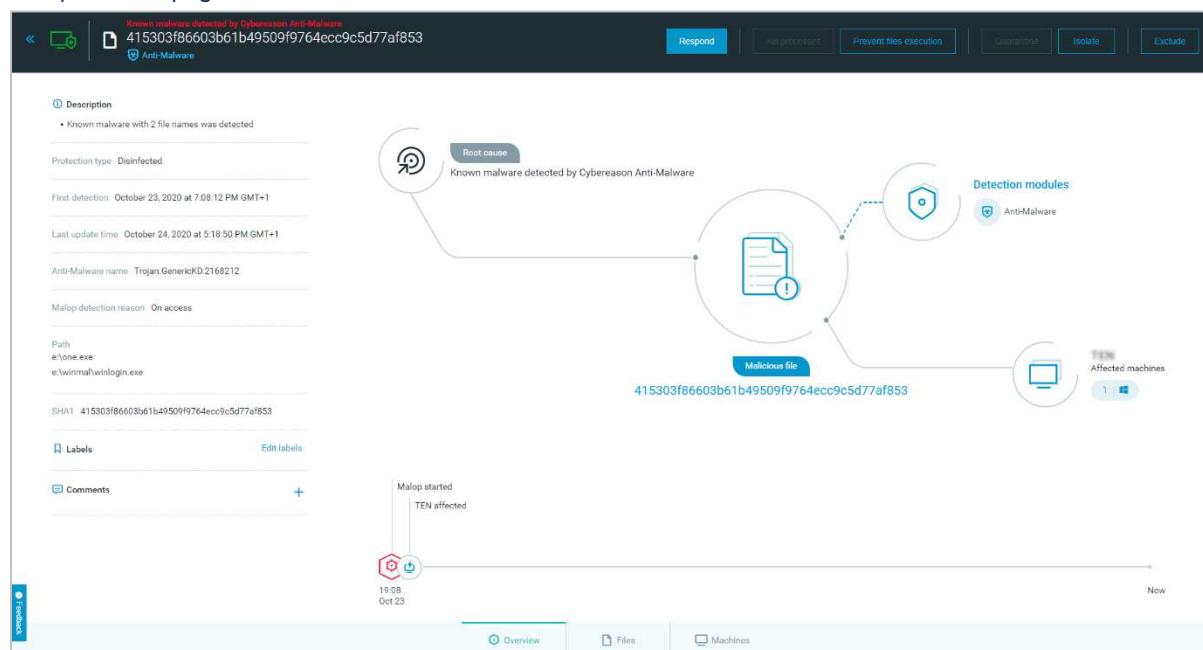 Known malware detected by Cybereason Anti-Malware
415303f86603b61b49509f9764ecc9c5d77af853
Anti-Malware
Respond
Kill processes
Prevent files execution
Quarantine
Isolate
Exclude
Description
• Known malware with 2 file names was detected
Protection type Disinfected
First detection October 23, 2020 at 7:08:12 PM GMT+1
Last update time October 24, 2020 at 5:18:50 PM GMT+1
Anti-Malware name Trojan.GenericKD.2168212
Malop detection reason On access
Path
e:\one.exe
e:\winmal\winlogin.exe
SHA1 415303f86603b61b49509f9764ecc9c5d77af853
Labels Edit labels
Comments +
Root cause
Known malware detected by Cybereason Anti-Malware
Detection modules
Anti-Malware
Malicious file
415303f86603b61b49509f9764ecc9c5d77af853
TEN
Affected machines
1
Malop started
TEN affected
19:08
Oct 23
Now
Feedback
Overview
Files
Machines